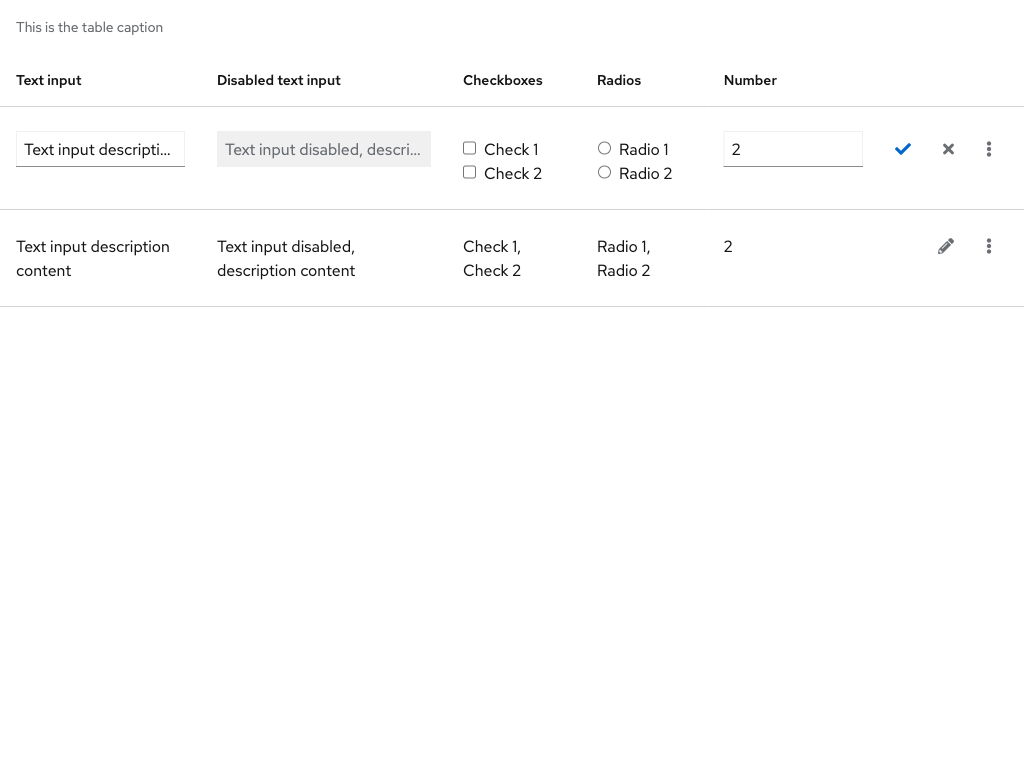 This is the table caption
Text input Disabled text input Checkboxes Radios Number
Text input descripti... Text input disabled, descri... Check 1 Radio 1 2
Check 2 Radio 2
Text input description Text input disabled, Check 1, Radio 1, 2
content description content Check 2 Radio 2